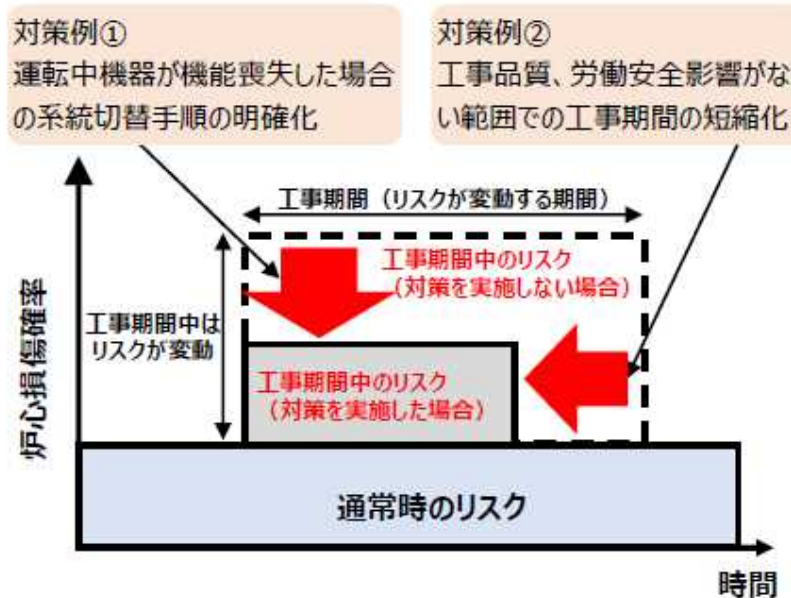 対策例①
運転中機器が機能喪失した場合
の系統切替手順の明確化
対策例②
工事品質、労働安全影響がな
い範囲での工事期間の短縮化
工事期間（リスクが変動する期間）
工事期間中のリスク
（対策を実施しない場合）
工事期間中は
リスクが変動
工事期間中のリスク
（対策を実施した場合）
炉心損傷確率
通常時のリスク
時間